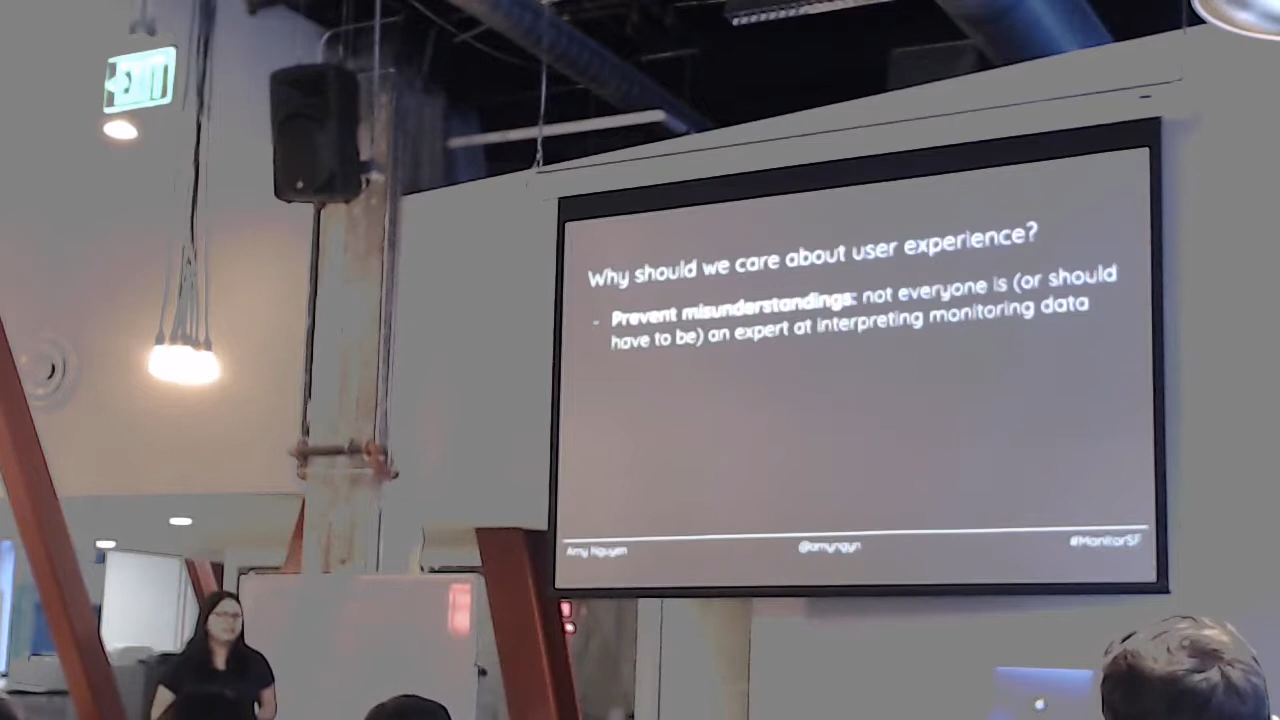 Why should we care about user experience?
- Prevent misunderstandings: not everyone is (or should
have to be) an expert at interpreting monitoring data
Amy Nguyen
@amyngyn
#MonitorSF